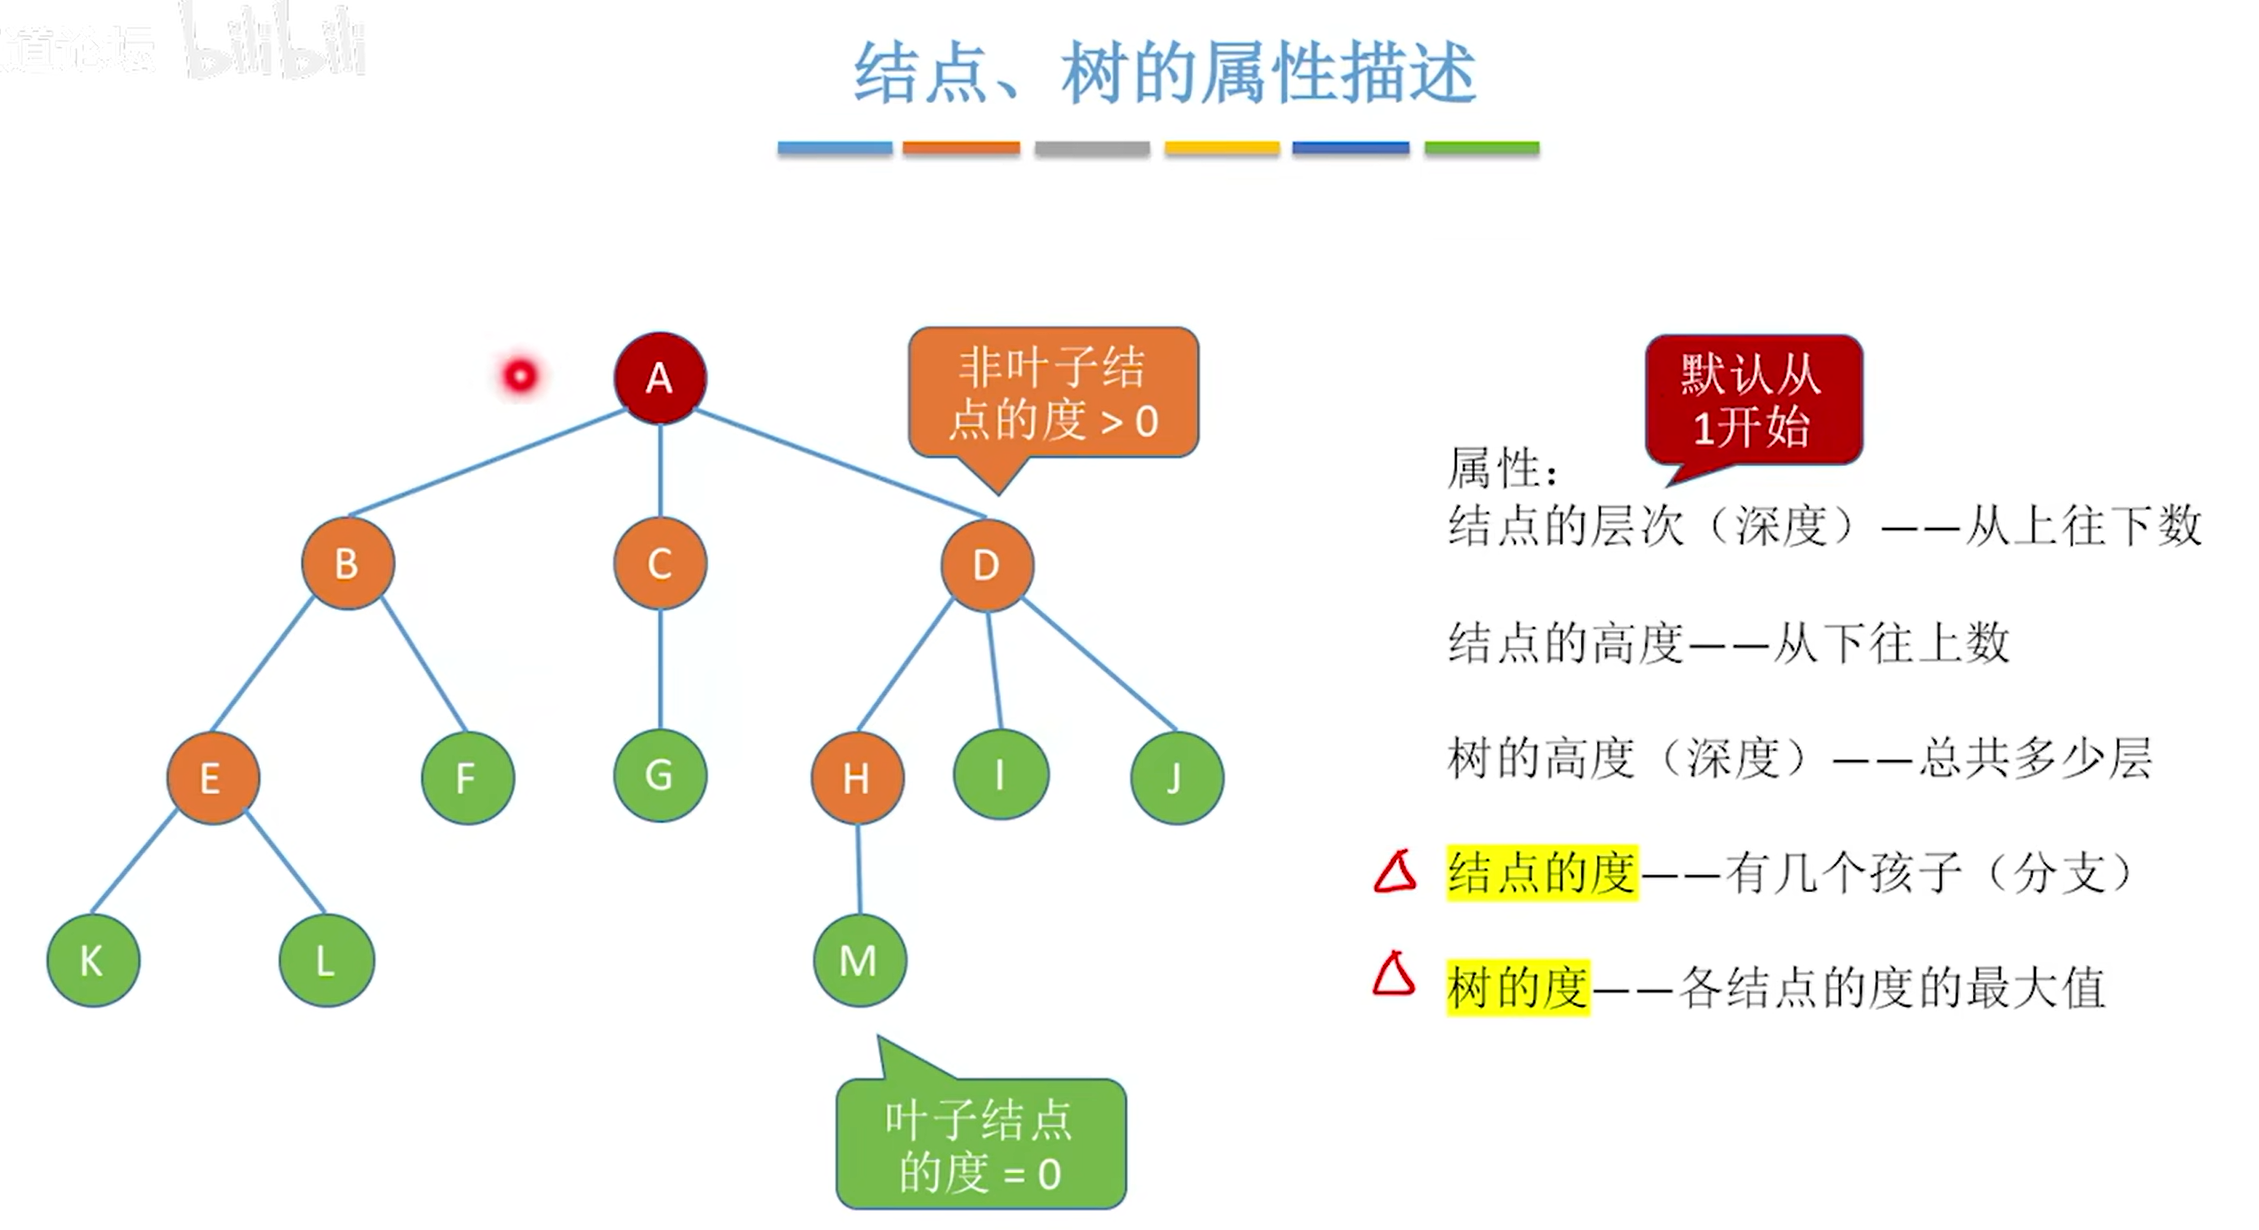 道论坛 bilibili
结点、树的属性描述
A
非叶子结
点的度 > 0
默认从
1开始
属性：
结点的层次（深度）——从上往下数
B C D
结点的高度——从下往上数
E F G H I J
树的高度（深度）——总共多少层
结点的度——有几个孩子（分支）
K L M
树的度——各结点的度的最大值
叶子结点
的度 = 0